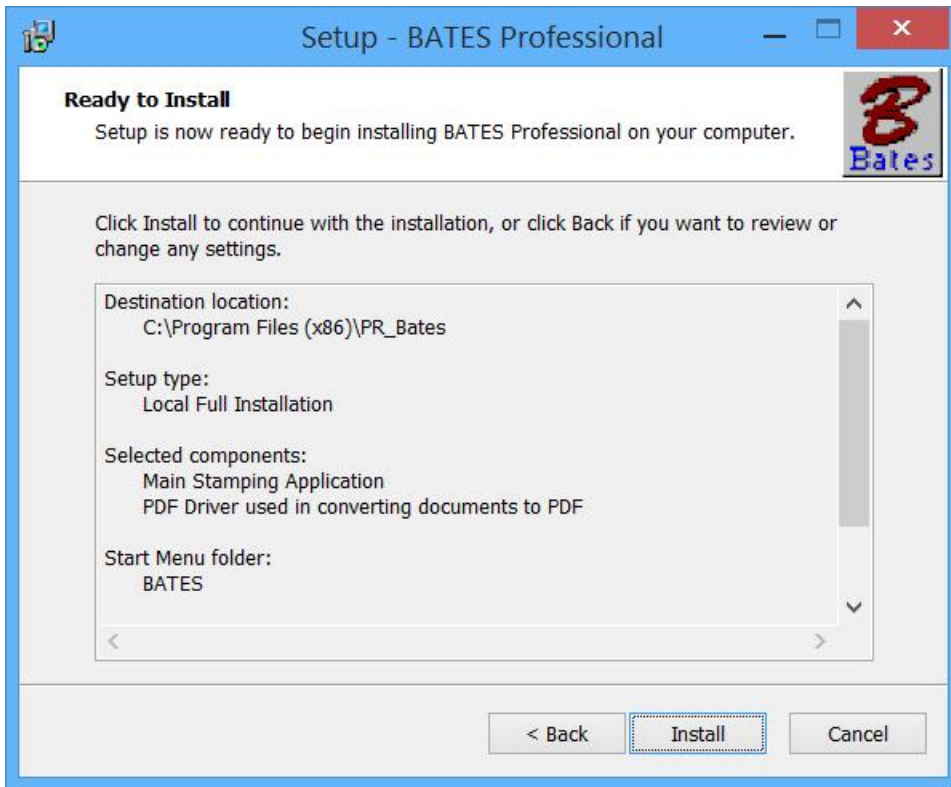 Setup - BATES Professional
Ready to Install
Setup is now ready to begin installing BATES Professional on your computer.
B
Bates
Click Install to continue with the installation, or click Back if you want to review or
change any settings.
Destination location:
C:\Program Files (x86)\PR_Bates
Setup type:
Local Full Installation
Selected components:
Main Stamping Application
PDF Driver used in converting documents to PDF
Start Menu folder:
BATES
< Back
Install
Cancel